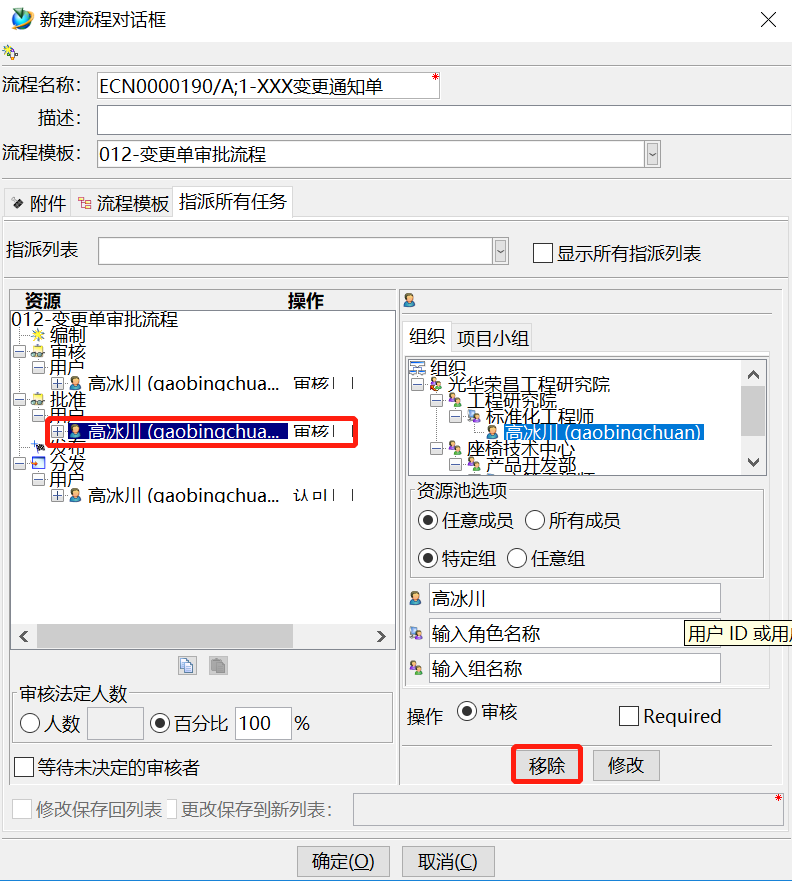 新建流程对话框
流程名称： ECN0000190/A;1-XXX变更通知单 *
描述：
流程模板： 012-变更单审批流程
附件 流程模板 指派所有任务
指派列表 显示所有指派列表
资源 操作
012-变更单审批流程
编制
审核
用户
高冰川 (gaobingchua... 审核
批准
用户
高冰川 (gaobingchua... 审核
发布
分发
用户
高冰川 (gaobingchua... 认可
审核法定人数
人数 百分比 100 %
等待未决定的审核者
组织 项目小组
组织
光华荣昌工程研究院
工程研究院
标准化工程师
高冰川 (gaobingchuan)
座椅技术中心
产品开发部
资源池选项
任意成员 所有成员
特定组 任意组
高冰川
输入角色名称
用户 ID 或用
输入组名称
操作 审核 Required
移除 修改
修改保存回列表 更改保存到新列表： *
确定(O) 取消(C)